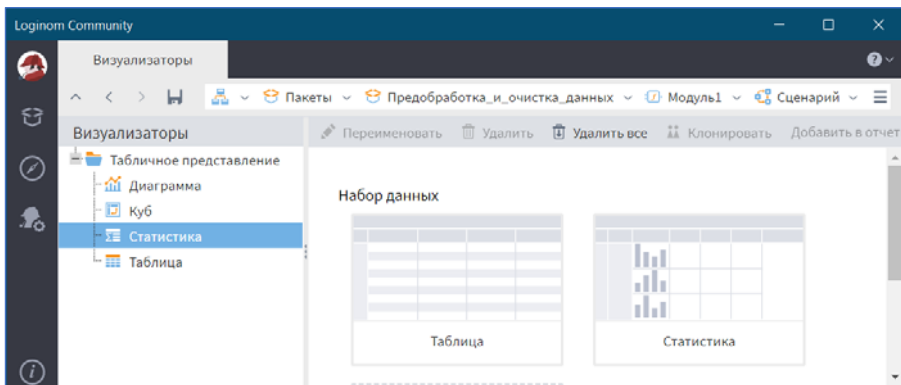 Loginom Community
Визуализаторы
Пакеты Предобработка_и_очистка_данных Модуль1 Сценарий
Визуализаторы
Переименовать Удалить Удалить все Клонировать Добавить в отчет
Табличное представление
Диаграмма
Куб
Статистика
Таблица
Набор данных
Таблица Статистика